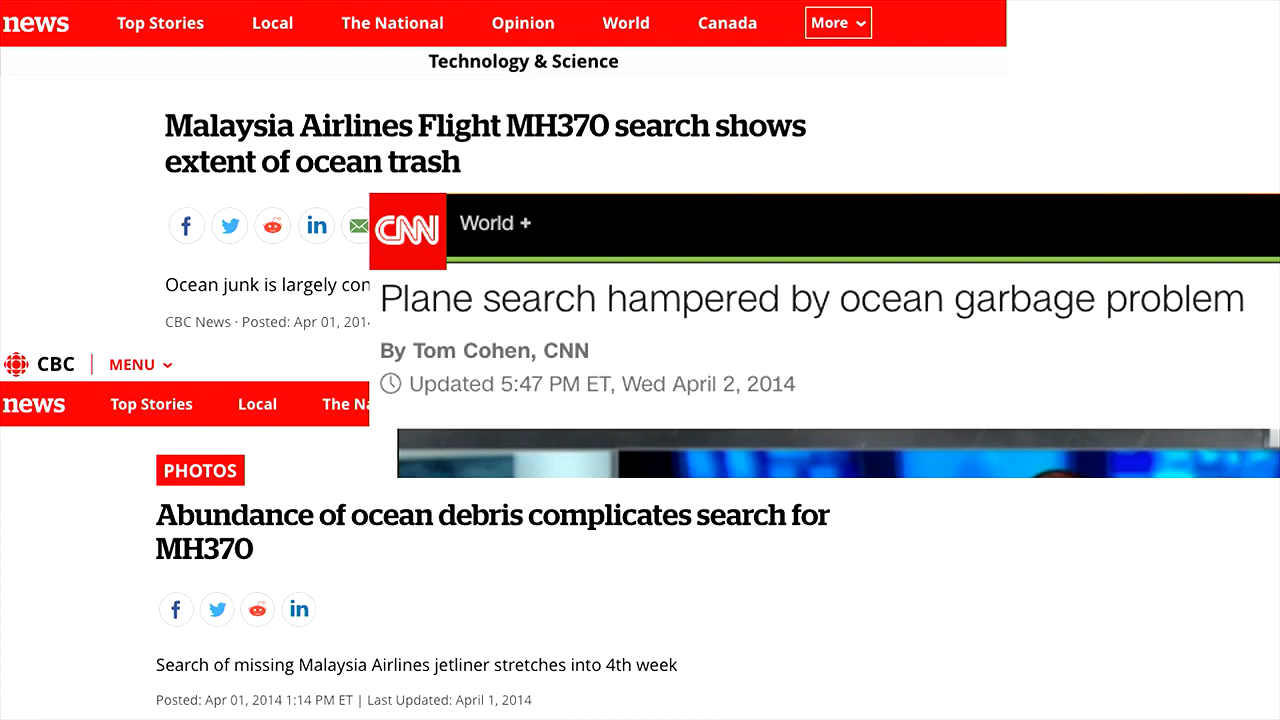 news Top Stories Local The National Opinion World Canada More
Technology & Science
Malaysia Airlines Flight MH370 search shows
extent of ocean trash
Ocean junk is largely
CBC News · Posted: Apr 01,
CNN World +
Plane search hampered by ocean garbage problem
By Tom Cohen, CNN
Updated 5:47 PM ET, Wed April 2, 2014
CBC MENU
news Top Stories Local The
PHOTOS
Abundance of ocean debris complicates search for
MH370
Search of missing Malaysia Airlines jetliner stretches into 4th week
Posted: Apr 01, 2014 1:14 PM ET | Last Updated: April 1, 2014